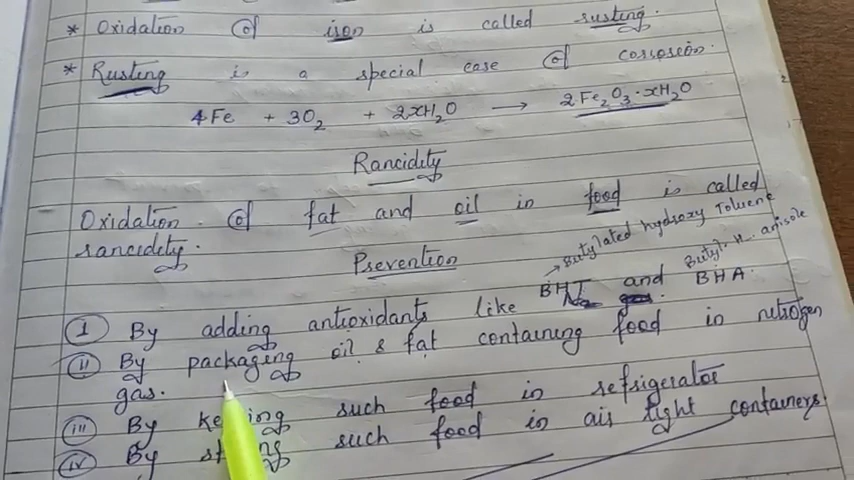 * Oxidation of iron is called rusting.
* Rusting is a special case of corrosion.
4Fe + 3O₂ + 2xH₂O → 2Fe₂O₃·xH₂O
Rancidity
Oxidation of fat and oil in food is called
rancidity.
Prevention
→ Butylated hydroxy Toluene
Butyl. H... anisole
(i) By adding antioxidants like BHT and BHA.
(ii) By packaging oil & fat containing food in nitrogen
gas.
(iii) By such food in refrigerator
(iv) By such food in air tight containers.